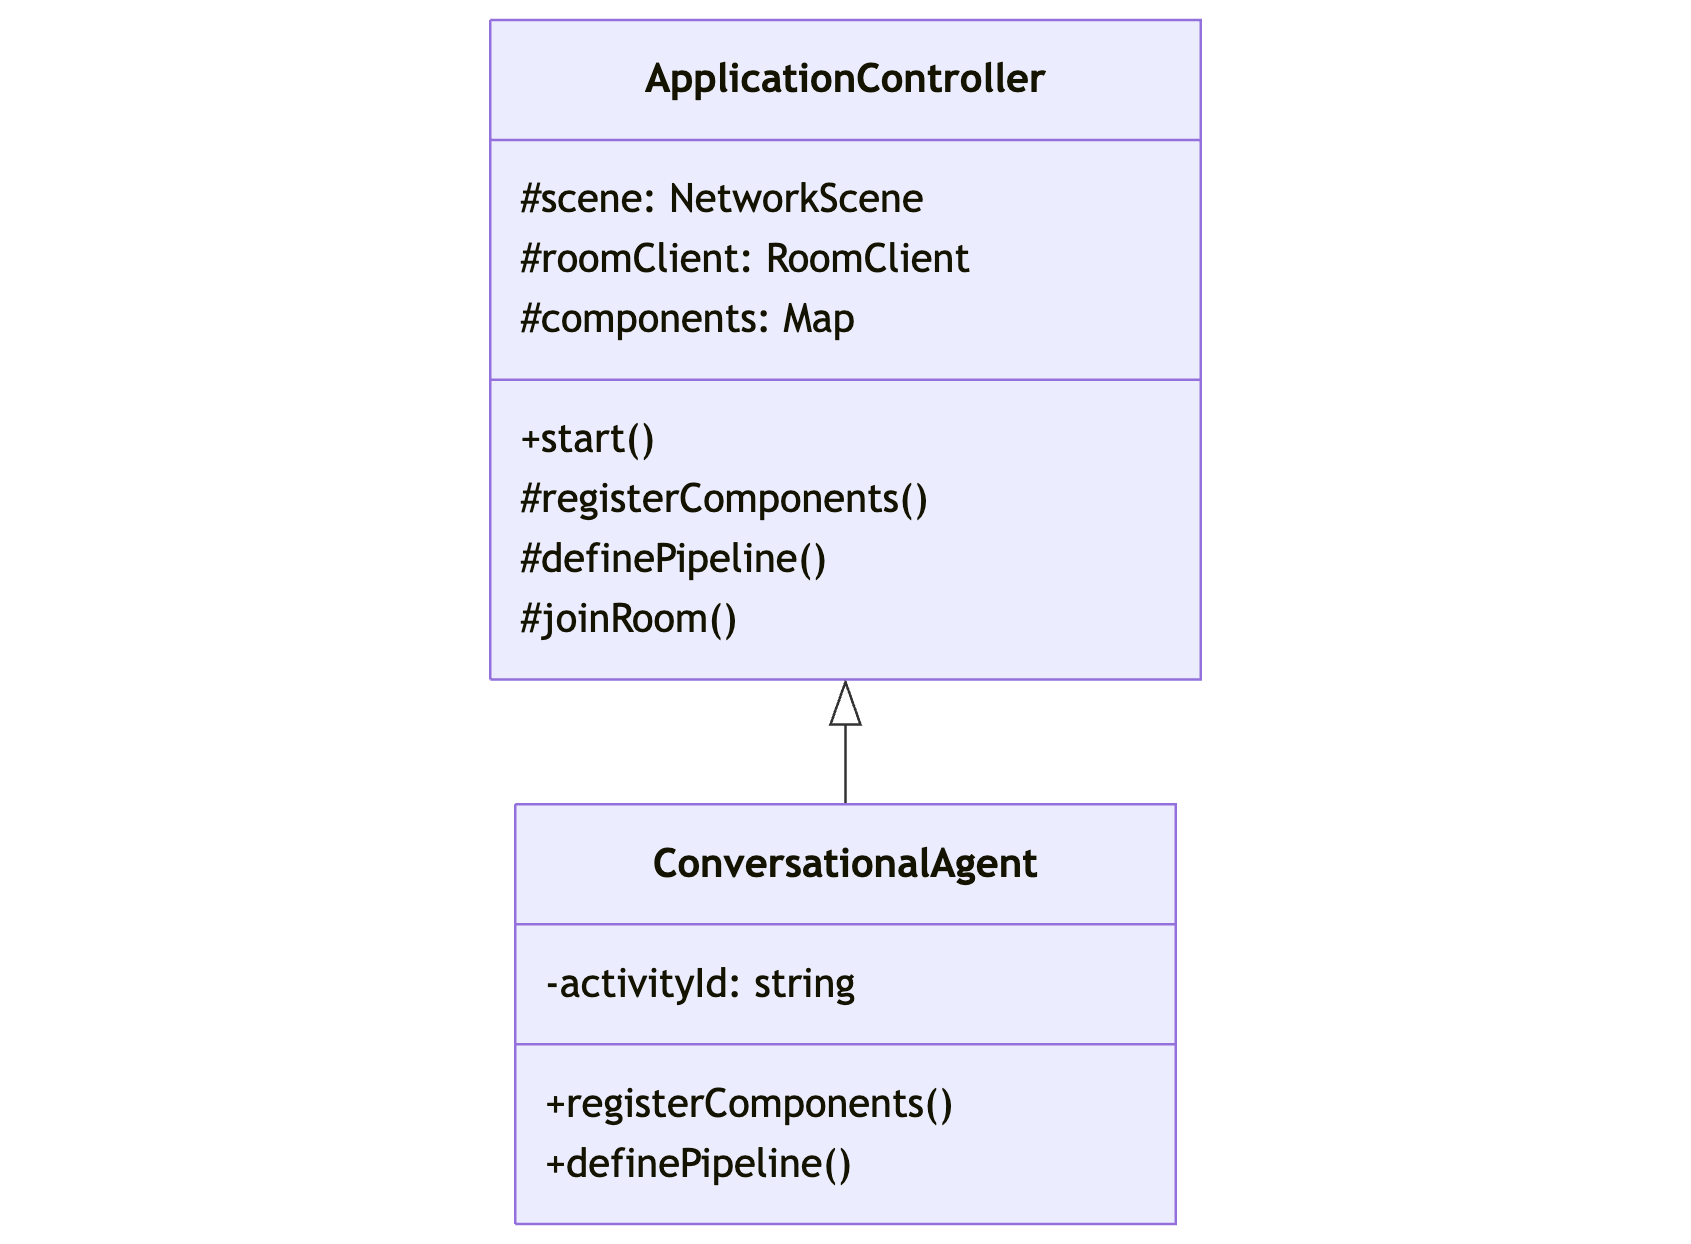 ApplicationController
#scene: NetworkScene
#roomClient: RoomClient
#components: Map
+start()
#registerComponents()
#definePipeline()
#joinRoom()
ConversationalAgent
-activityId: string
+registerComponents()
+definePipeline()